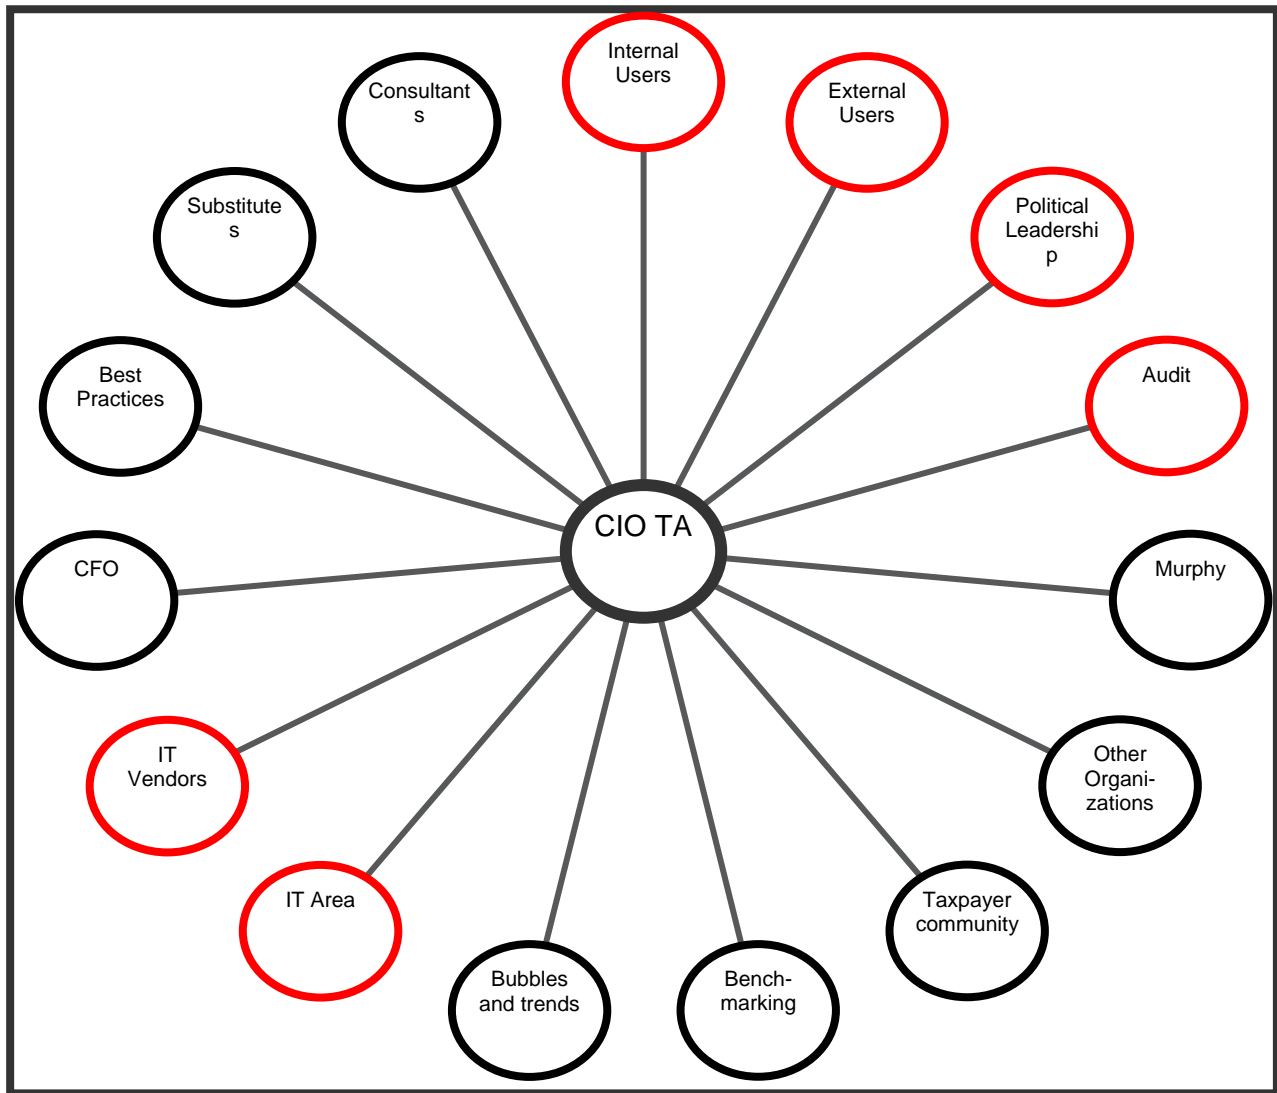 Internal
Users
External
Users
Political
Leadershi
p
Audit
Murphy
Other
Organi-
zations
Taxpayer
community
Bench-
marking
Bubbles
and trends
IT Area
IT
Vendors
CFO
Best
Practices
Substitute
s
Consultant
s
CIO TA